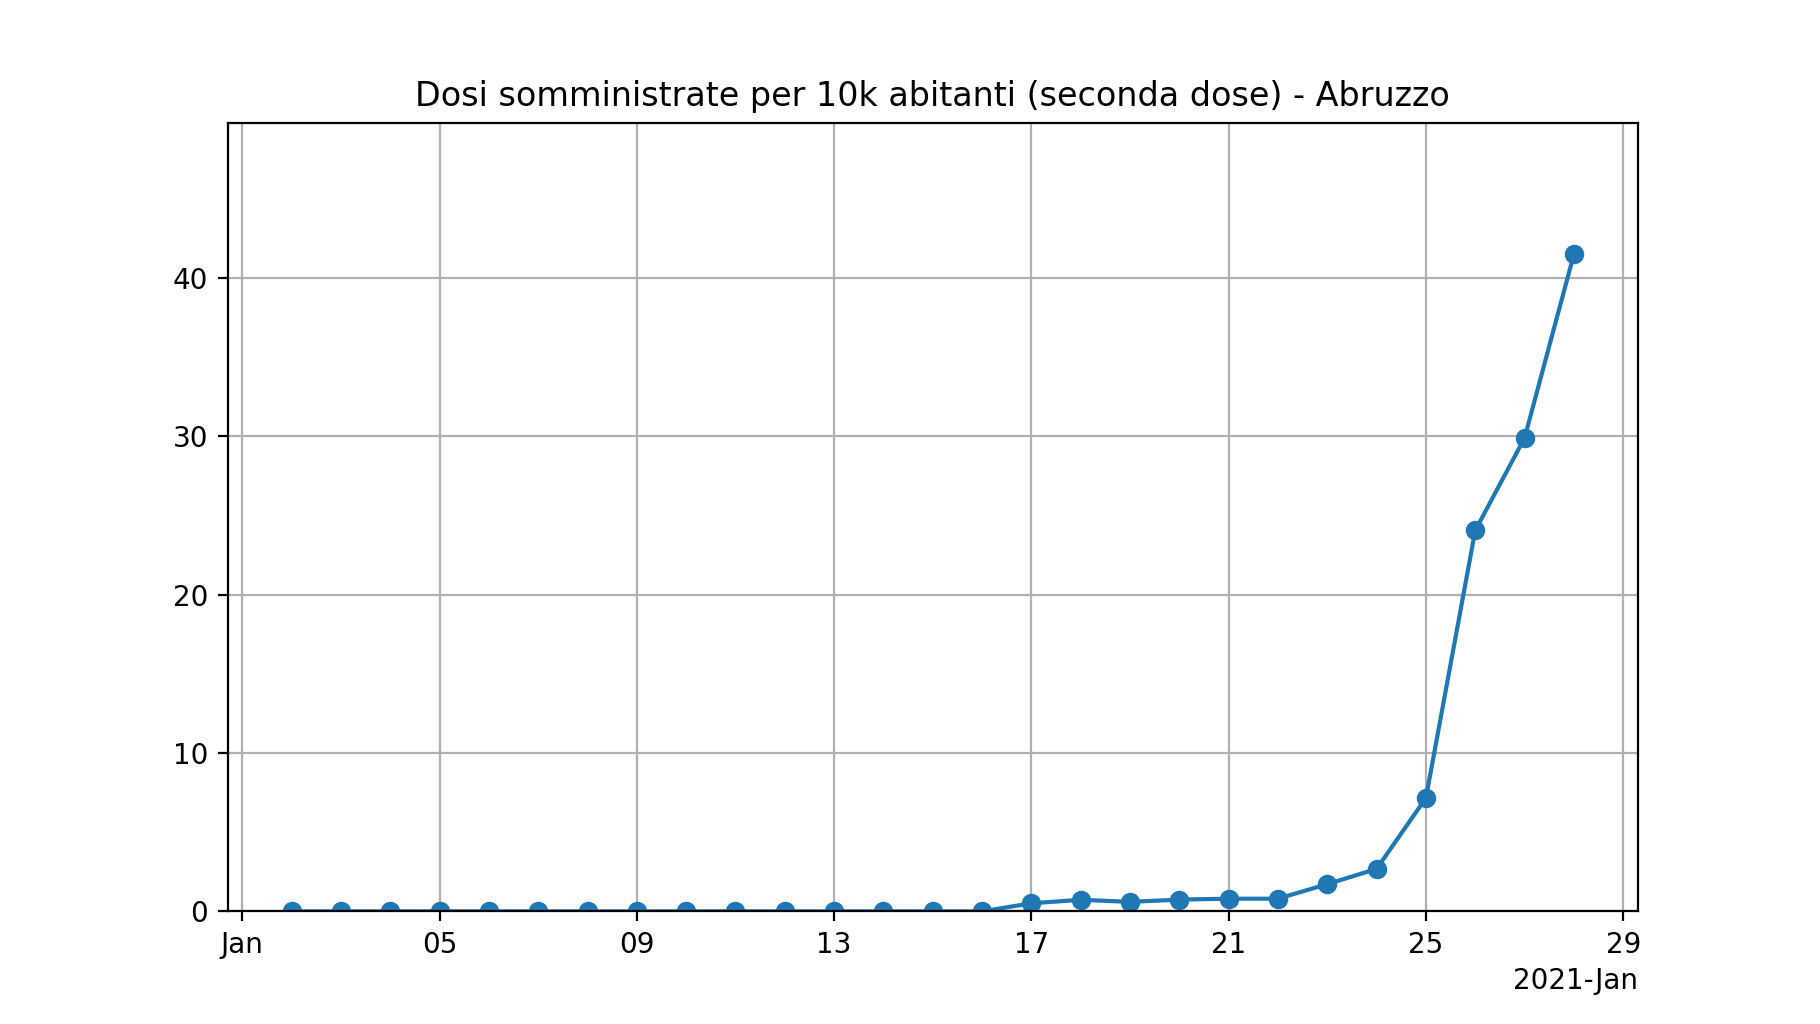 Dosi somministrate per 10k abitanti (seconda dose) - Abruzzo
40
30
20
10
0
Jan 05 09 13 17 21 25 29
2021-Jan